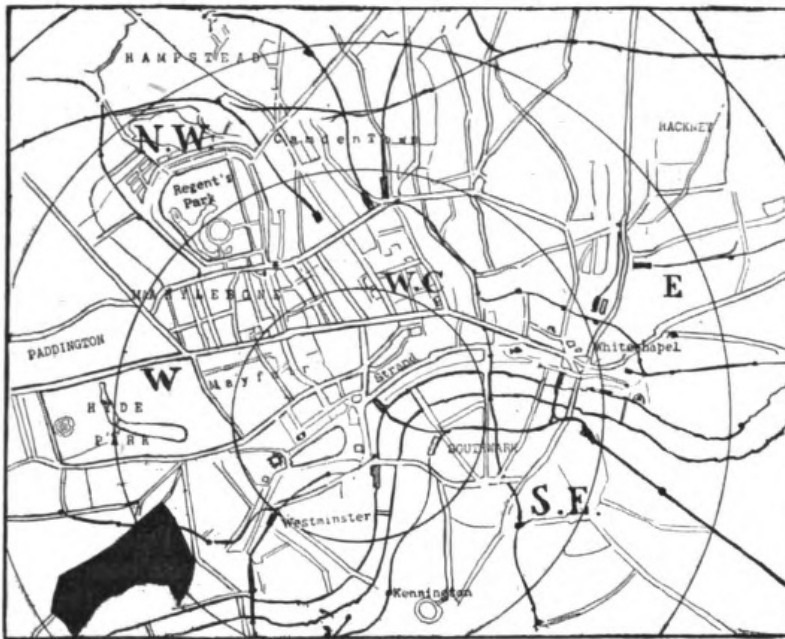 HAMPSTEAD
N.W.
Camden Town
HACKNEY
Regent's
Park
W.C
E
MARYLEBONE
PADDINGTON
Whitechapel
W
Mayfair
Strand
HYDE
PARK
SOUTHWARK
S.E.
Westminster
Kennington